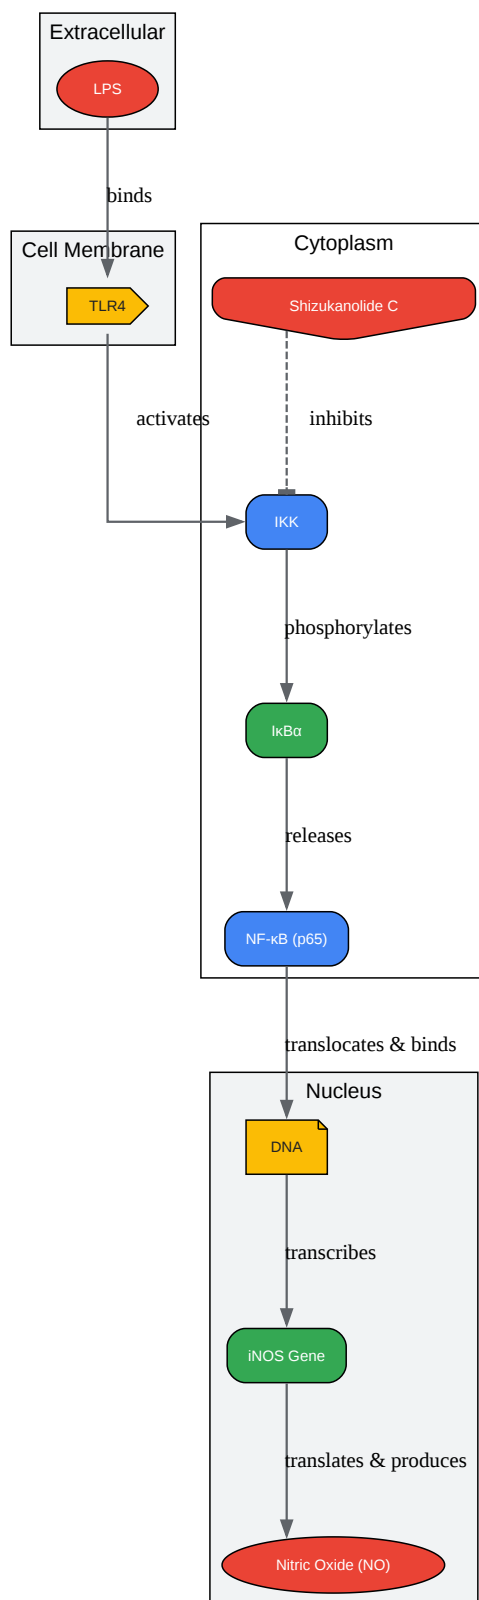 Extracellular
LPS
binds
Cell Membrane
TLR4
Cytoplasm
Shizukanolide C
activates
inhibits
IKK
phosphorylates
IκBα
releases
NF-κB (p65)
translocates & binds
Nucleus
DNA
transcribes
iNOS Gene
translates & produces
Nitric Oxide (NO)